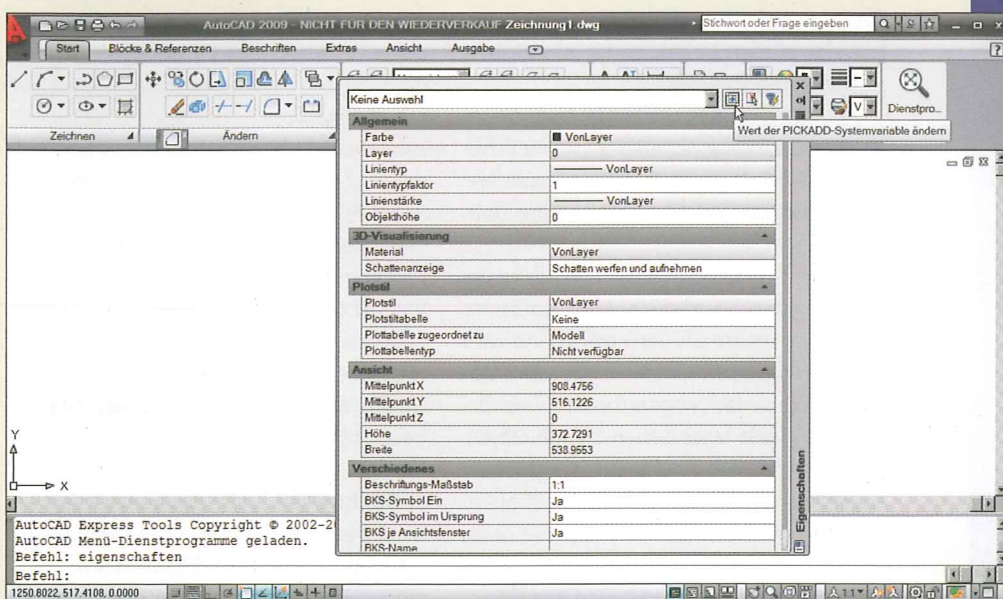 AutoCAD 2009 - NICHT FÜR DEN WIEDERVERKAUF Zeichnung1.dwg
Stichwort oder Frage eingeben
Start Blöcke & Referenzen Beschriften Extras Ansicht Ausgabe
Dienstpro...
Zeichnen Ändern
Keine Auswahl
Wert der PICKADD-Systemvariable ändern
Allgemein
Farbe VonLayer
Layer 0
Linientyp VonLayer
Linientypfaktor 1
Linienstärke VonLayer
Objekthöhe 0
3D-Visualisierung
Material VonLayer
Schattenanzeige Schatten werfen und aufnehmen
Plotstil
Plotstil VonLayer
Plotstiltabelle Keine
Plottabelle zugeordnet zu Modell
Plottabellentyp Nicht verfügbar
Ansicht
Mittelpunkt X 908.4756
Mittelpunkt Y 516.1226
Mittelpunkt Z 0
Höhe 372.7291
Breite 538.9553
Verschiedenes
Beschriftungs-Maßstab 1:1
BKS-Symbol Ein Ja
BKS-Symbol im Ursprung Ja
BKS je Ansichtsfenster Ja
BKS-Name
Eigenschaften
Y
X
AutoCAD Express Tools Copyright © 2002-2
AutoCAD Menü-Dienstprogramme geladen.
Befehl: eigenschaften
Befehl:
1250.8022, 517.4108, 0.0000 1:1